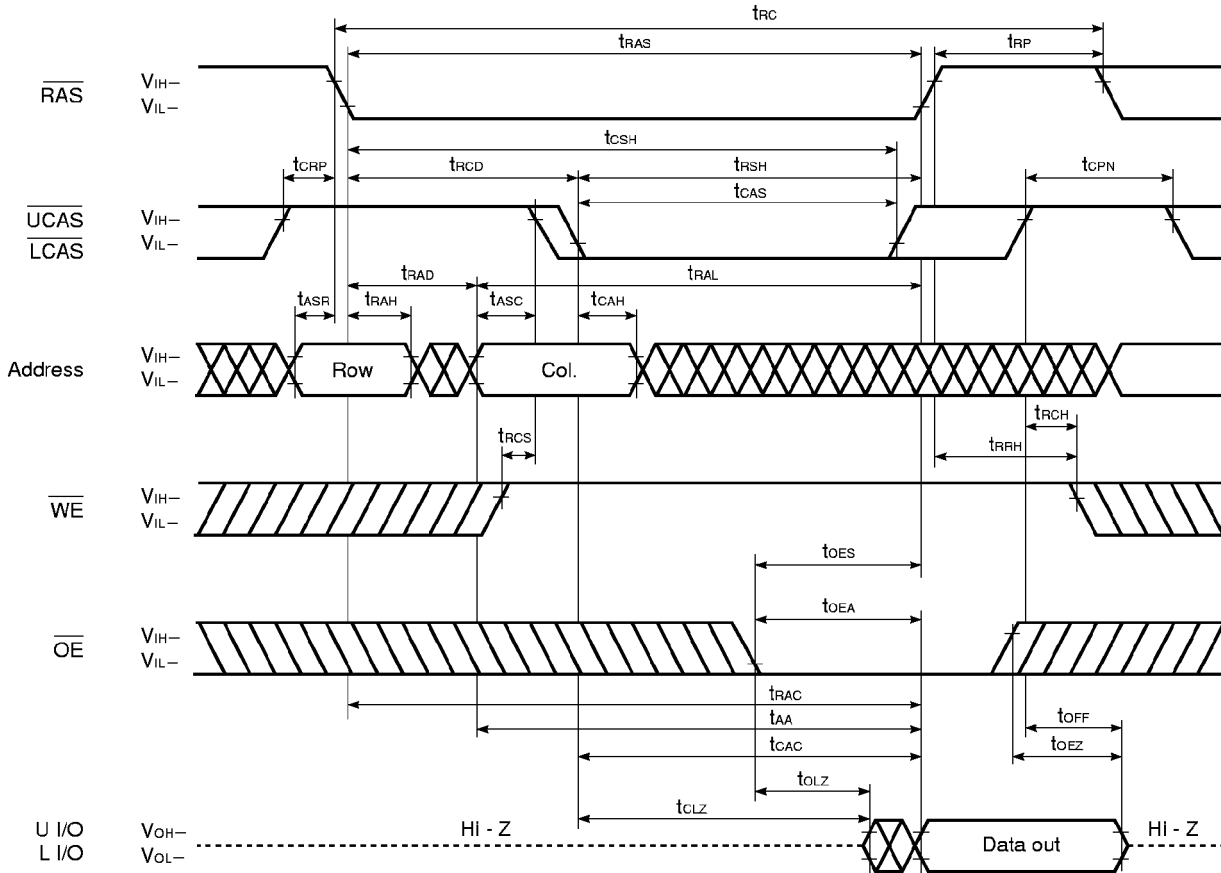 tRC
tRAS
tRP
RAS
VIH–
VIL–
tCSH
tCRP
tRCD
tRSH
tCPN
tCAS
UCAS
LCAS
VIH–
VIL–
tRAD
tRAL
tASR
tRAH
tASC
tCAH
Address
VIH–
VIL–
Row
Col.
tRCS
tRCH
tRRH
WE
VIH–
VIL–
tOES
tOEA
OE
VIH–
VIL–
tRAC
tAA
tOFF
tCAC
tOEZ
tOLZ
tCLZ
U I/O
L I/O
VOH–
VOL–
Hi - Z
Data out
Hi - Z